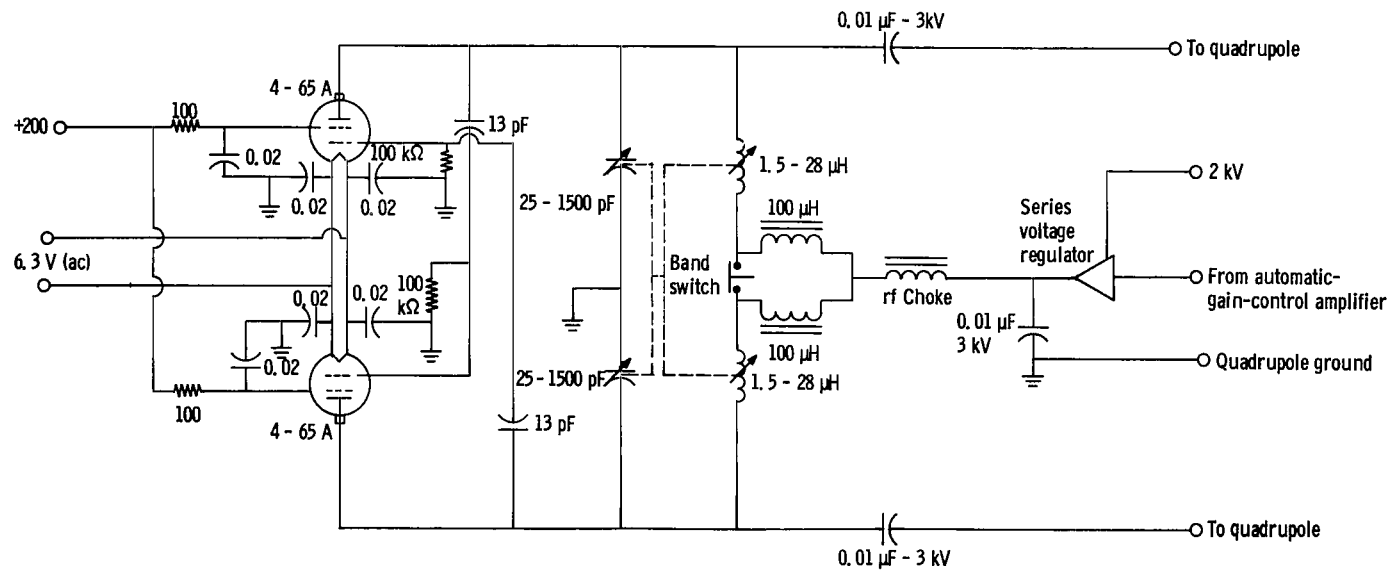 0.01 μF - 3kV
To quadrupole
4 - 65 A
100
+200
13 pF
0.02
100 kΩ
1.5 - 28 μH
2 kV
0.02
0.02
25 - 1500 pF
100 μH
Series
voltage
regulator
6.3 V (ac)
Band
switch
rf Choke
From automatic-
gain-control amplifier
0.02
0.02
100
kΩ
0.01 μF
3 kV
100 μH
Quadrupole ground
0.02
25 - 1500 pF
1.5 - 28 μH
100
13 pF
4 - 65 A
To quadrupole
0.01 μF - 3 kV